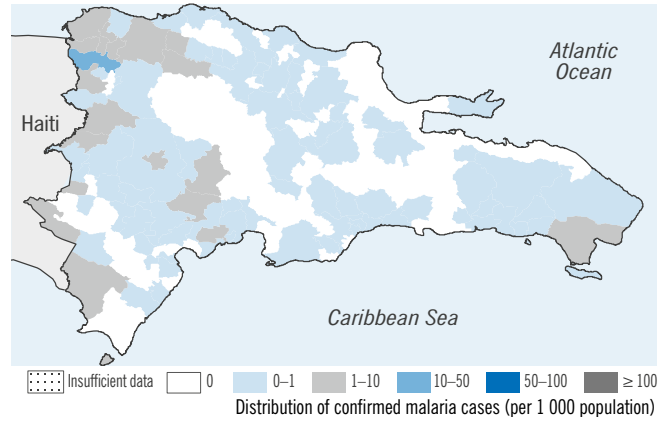 Atlantic
Ocean
Haiti
Caribbean Sea
Insufficient data 0 0–1 1–10 10–50 50–100 ≥ 100
Distribution of confirmed malaria cases (per 1 000 population)